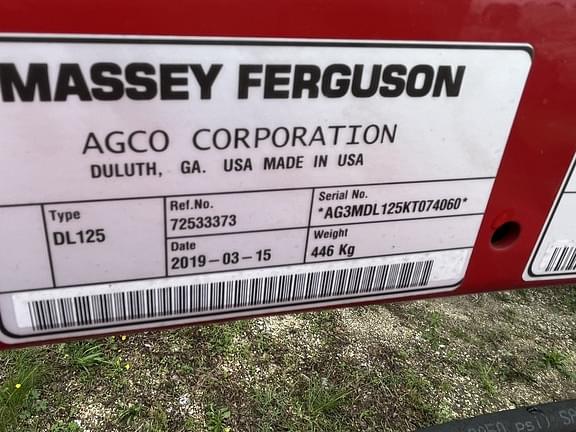 MASSEY FERGUSON
AGCO CORPORATION
DULUTH, GA. USA MADE IN USA
Type
DL125
Ref.No.
72533373
Serial No.
*AG3MDL125KT074060*
Date
2019-03-15
Weight
446 Kg
psi)